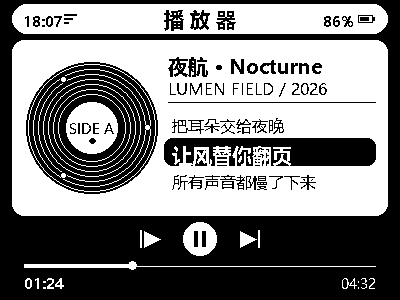 18:07
播放器
86%
夜航 • Nocturne
LUMEN FIELD / 2026
SIDE A
把耳朵交给夜晚
让风替你翻页
所有声音都慢了下来
01:24
04:32